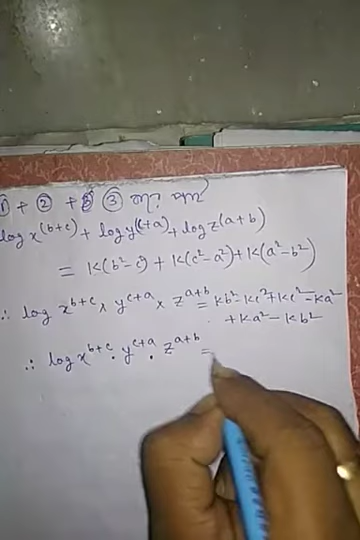 ① + ② + ③ নং পাই
log x^(b+c) + log y^(c+a) + log z^(a+b)
= K(b²-c²) + K(c²-a²) + K(a²-b²)
∴ log x^b+c × y^c+a × z^a+b = Kb²-Kc²+Kc²-Ka²
+Ka²-Kb²
∴ log x^b+c . y^c+a . z^a+b =